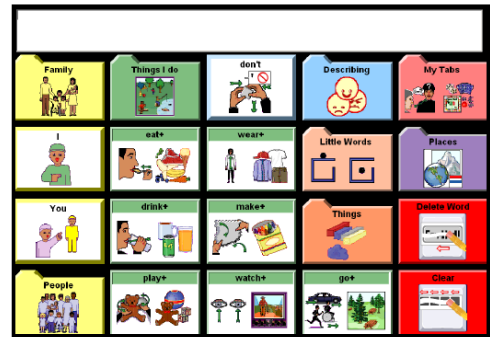 Family
Things I do
don't
Describing
My Tabs
I
eat+
wear+
Little Words
Places
You
drink+
make+
Things
Delete Word
People
play+
watch+
go+
Clear